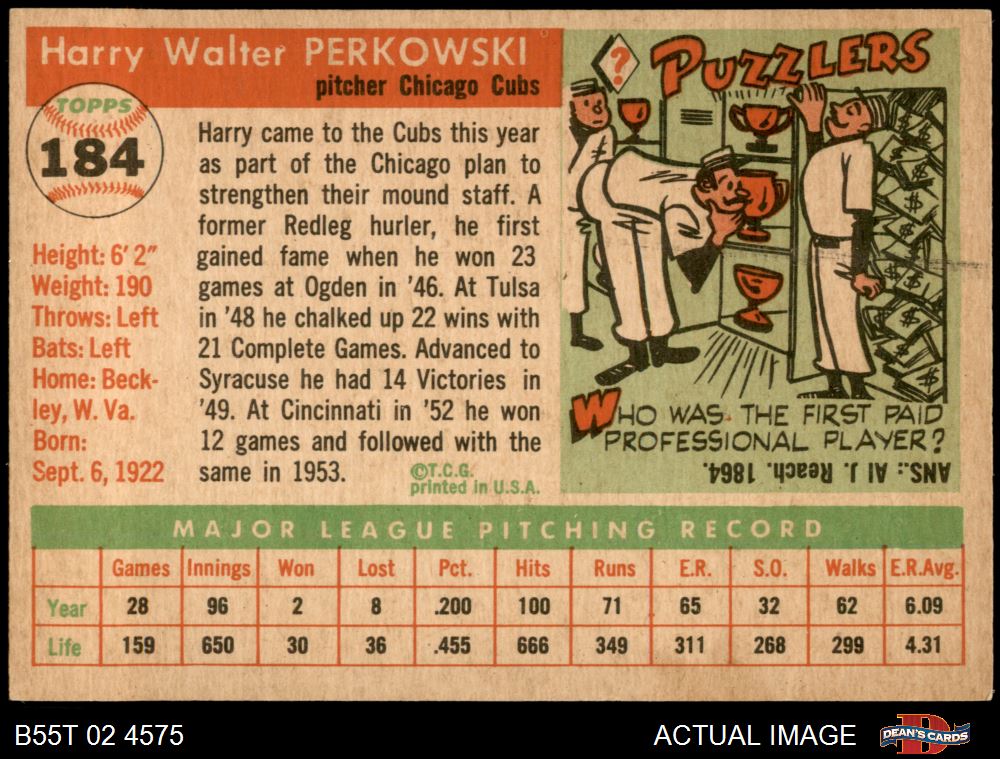 Harry Walter PERKOWSKI
pitcher Chicago Cubs
TOPPS
184
Height: 6' 2"
Weight: 190
Throws: Left
Bats: Left
Home: Beck-
ley, W. Va.
Born:
Sept. 6, 1922
Harry came to the Cubs this year
as part of the Chicago plan to
strengthen their mound staff. A
former Redleg hurler, he first
gained fame when he won 23
games at Ogden in '46. At Tulsa
in '48 he chalked up 22 wins with
21 Complete Games. Advanced to
Syracuse he had 14 Victories in
'49. At Cincinnati in '52 he won
12 games and followed with the
same in 1953.
©T.C.G.
printed in U.S.A.
? PUZZLERS
$ $ $ $ $ $ $
WHO WAS THE FIRST PAID
PROFESSIONAL PLAYER?
ANS.: Al J. Reach. 1864.
MAJOR LEAGUE PITCHING RECORD
Games Innings Won Lost Pct. Hits Runs E.R. S.O. Walks E.R.Avg.
Year 28 96 2 8 .200 100 71 65 32 62 6.09
Life 159 650 30 36 .455 666 349 311 268 299 4.31
B55T 02 4575
ACTUAL IMAGE
D
DEAN'S CARDS